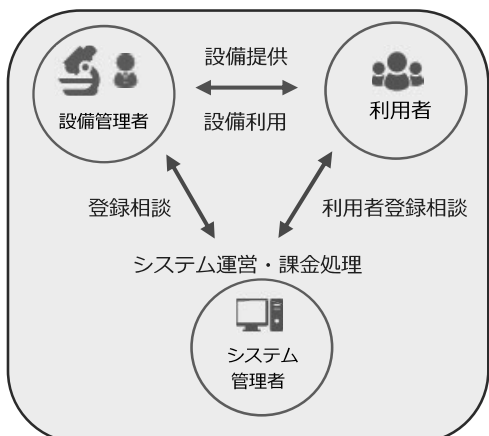 設備提供
設備管理者
利用者
設備利用
登録相談
利用者登録相談
システム運営・課金処理
システム
管理者